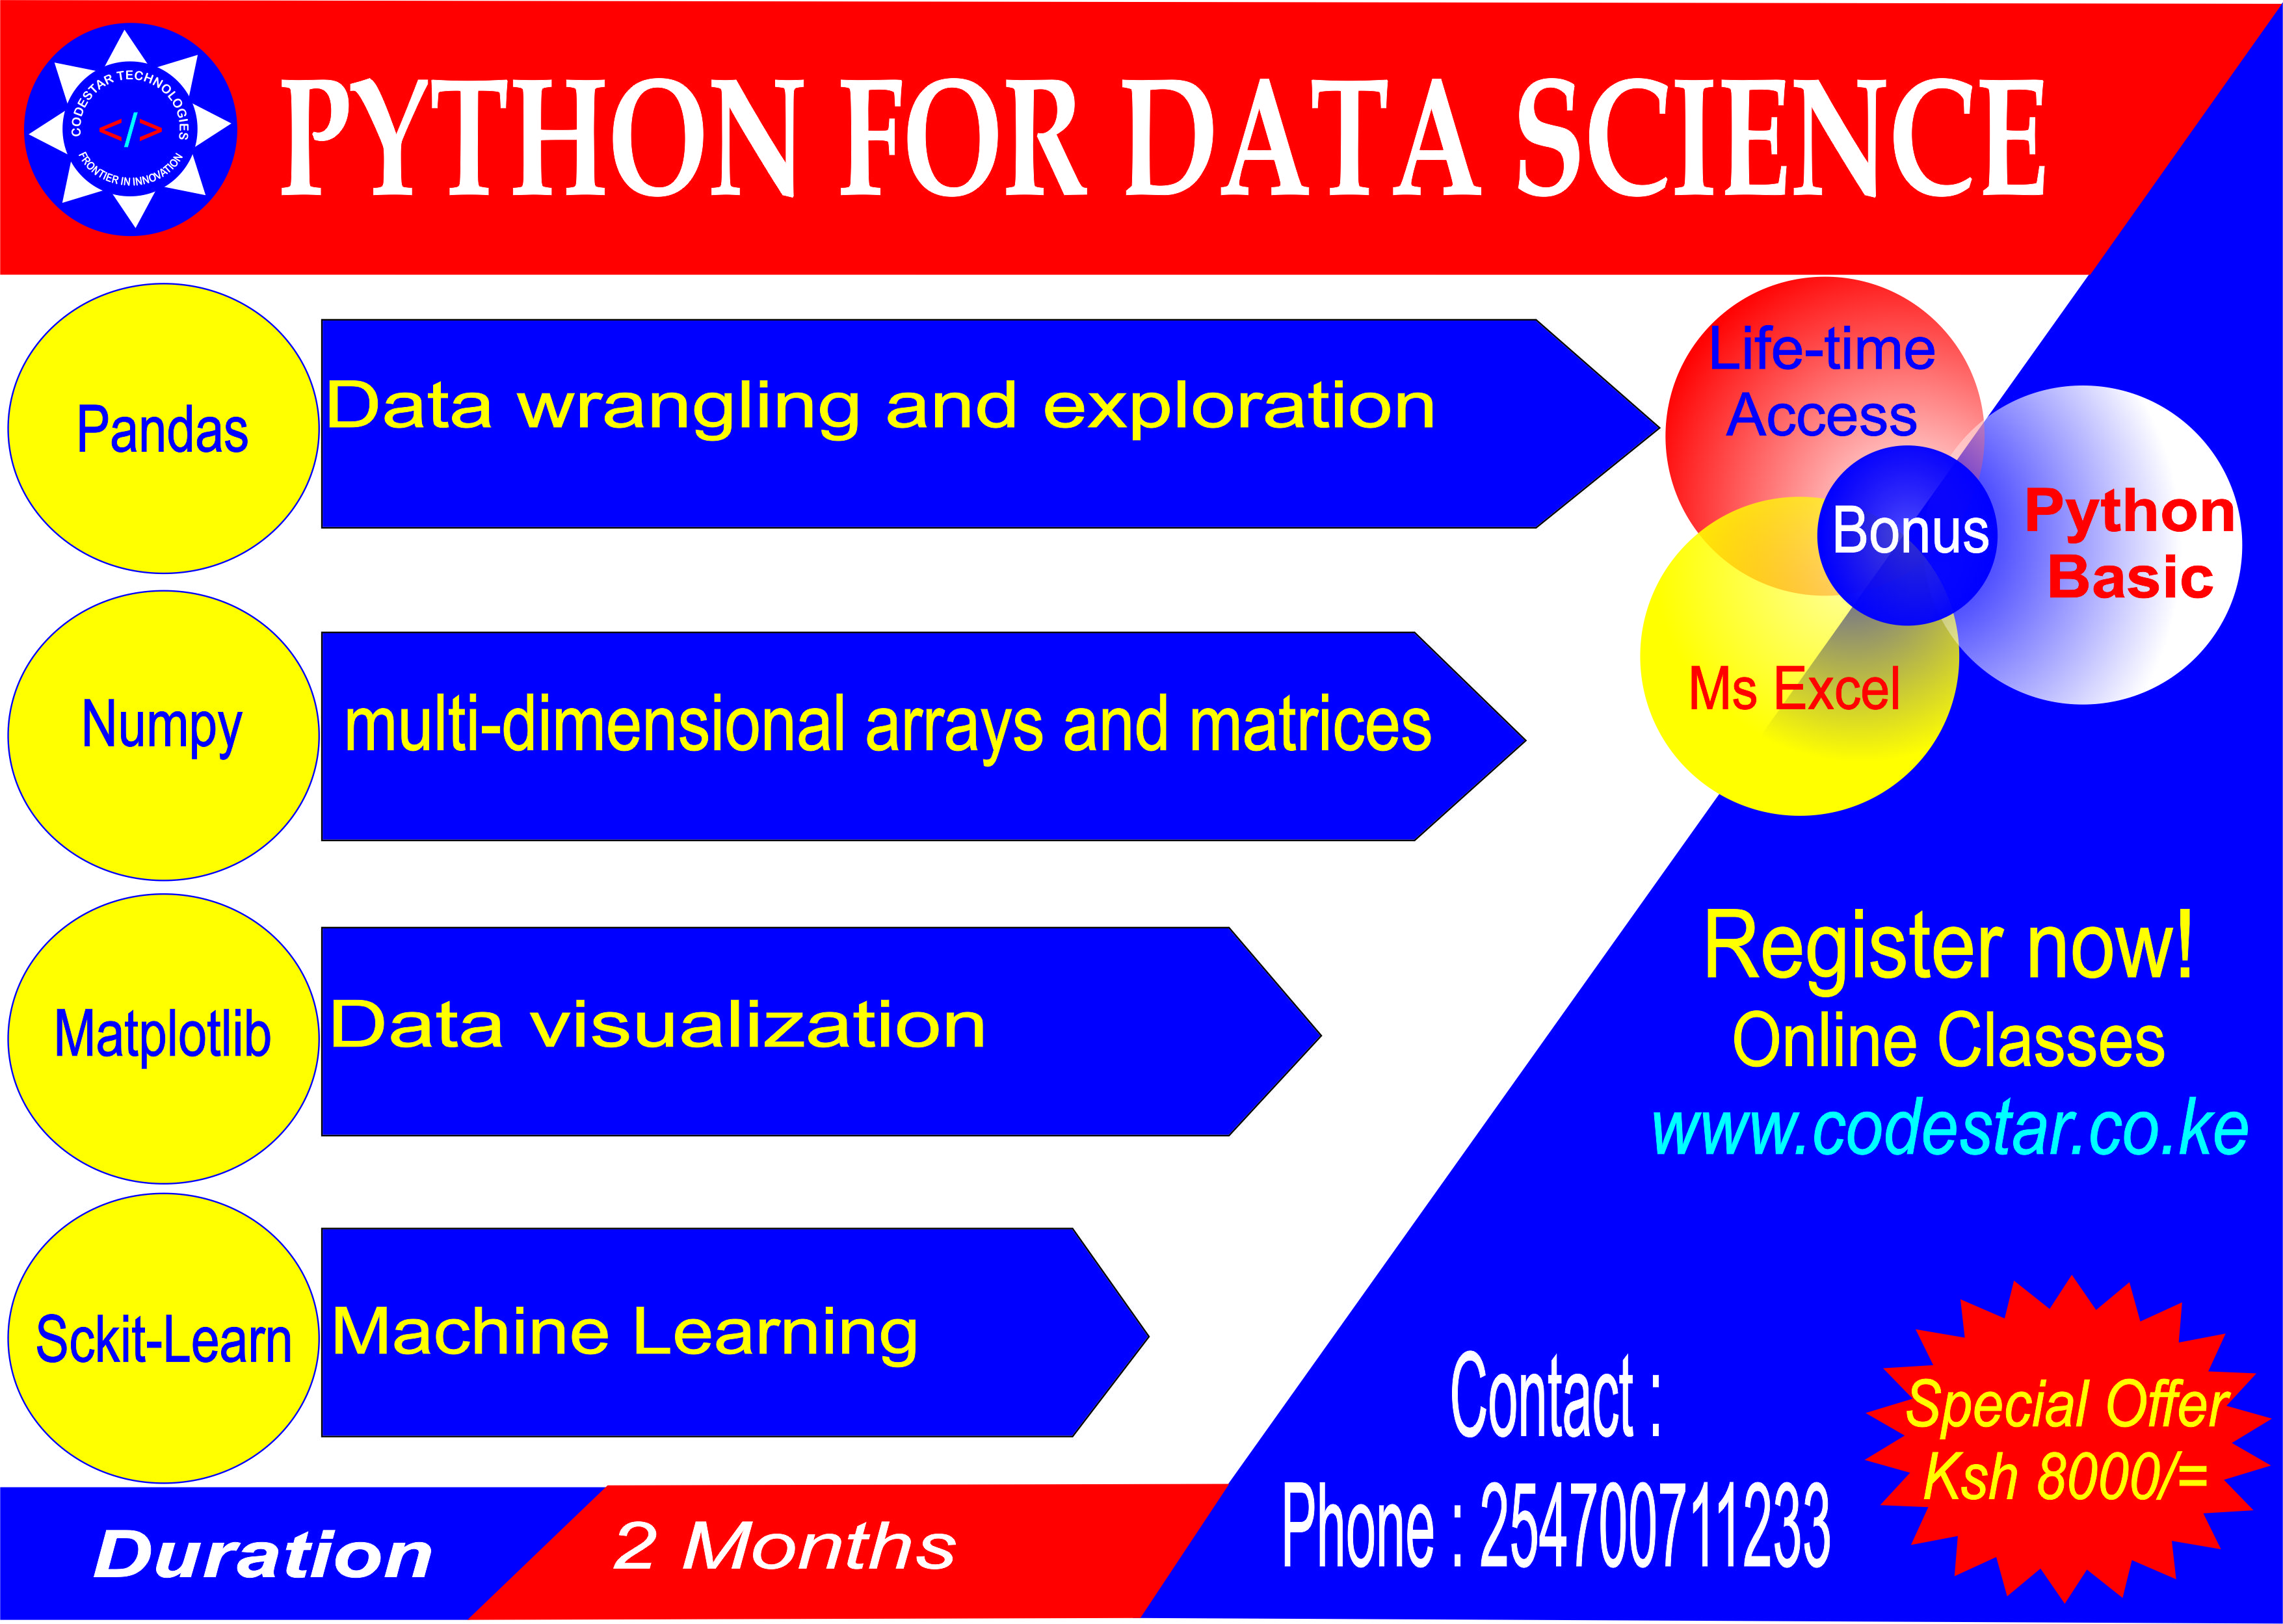 CODESTAR TECHNOLOGIES
</>
FRONTIER IN INNOVATION
PYTHON FOR DATA SCIENCE
Pandas
Data wrangling and exploration
Numpy
multi-dimensional arrays and matrices
Matplotlib
Data visualization
Sckit-Learn
Machine Learning
Life-time
Access
Bonus
Python
Basic
Ms Excel
Register now!
Online Classes
www.codestar.co.ke
Contact :
Phone : 254700711233
Special Offer
Ksh 8000/=
Duration
2 Months